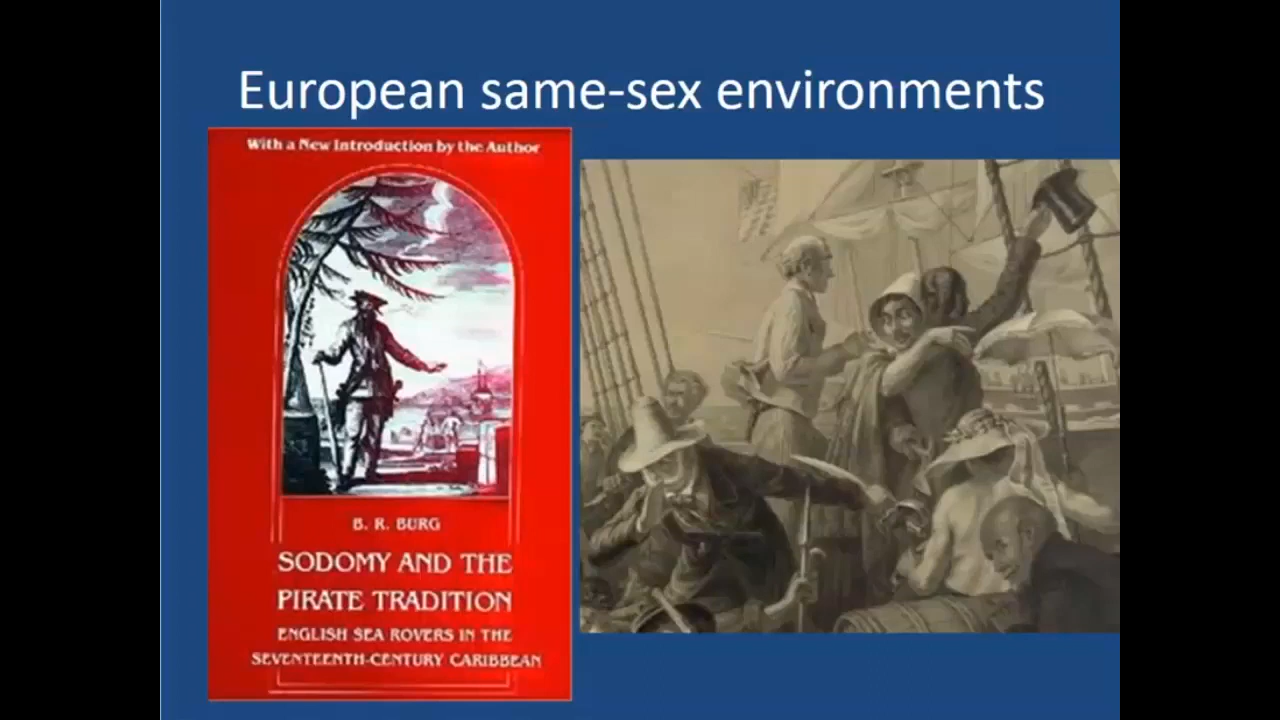 European same-sex environments
With a New Introduction by the Author
B. R. BURG
SODOMY AND THE
PIRATE TRADITION
ENGLISH SEA ROVERS IN THE
SEVENTEENTH-CENTURY CARIBBEAN